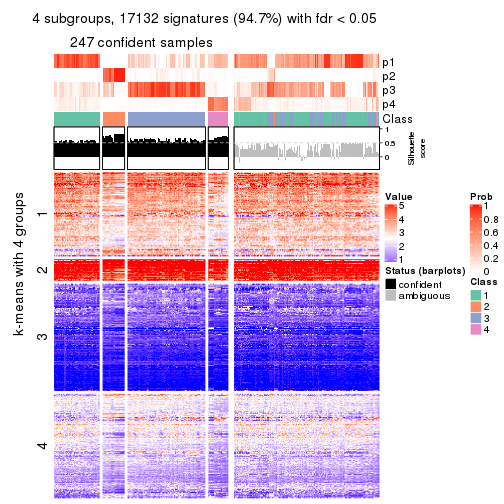 4 subgroups, 17132 signatures (94.7%) with fdr < 0.05
247 confident samples
p1
p2
p3
p4
Class
1
0.5
0
Silhouette
score
k-means with 4 groups
1
2
3
4
Value
5
4
3
2
1
Status (barplots)
confident
ambiguous
Prob
1
0.8
0.6
0.4
0.2
0
Class
1
2
3
4